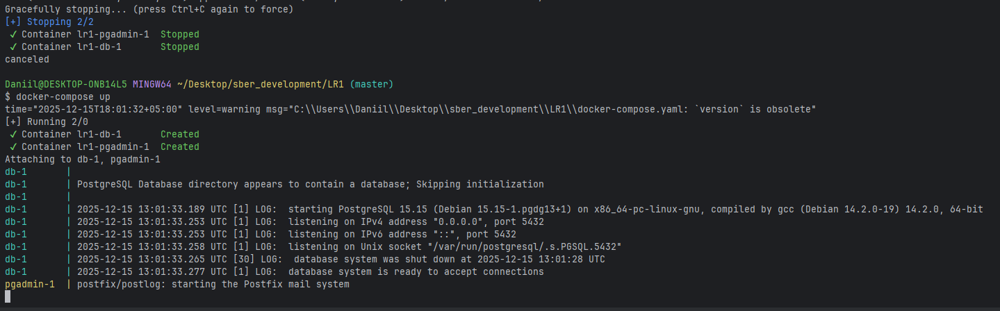 Gracefully stopping... (press Ctrl+C again to force)
[+] Stopping 2/2
✓ Container lr1-pgadmin-1  Stopped
✓ Container lr1-db-1       Stopped
canceled
Daniil@DESKTOP-ONB14L5 MINGW64 ~/Desktop/sber_development/LR1 (master)
$ docker-compose up
time="2025-12-15T18:01:32+05:00" level=warning msg="C:\\Users\\Daniil\\Desktop\\sber_development\\LR1\\docker-compose.yaml: `version` is obsolete"
[+] Running 2/0
✓ Container lr1-db-1       Created
✓ Container lr1-pgadmin-1  Created
Attaching to db-1, pgadmin-1
db-1       |
db-1       | PostgreSQL Database directory appears to contain a database; Skipping initialization
db-1       |
db-1       | 2025-12-15 13:01:33.189 UTC [1] LOG:  starting PostgreSQL 15.15 (Debian 15.15-1.pgdg13+1) on x86_64-pc-linux-gnu, compiled by gcc (Debian 14.2.0-19) 14.2.0, 64-bit
db-1       | 2025-12-15 13:01:33.253 UTC [1] LOG:  listening on IPv4 address "0.0.0.0", port 5432
db-1       | 2025-12-15 13:01:33.253 UTC [1] LOG:  listening on IPv6 address "::", port 5432
db-1       | 2025-12-15 13:01:33.258 UTC [1] LOG:  listening on Unix socket "/var/run/postgresql/.s.PGSQL.5432"
db-1       | 2025-12-15 13:01:33.265 UTC [30] LOG:  database system was shut down at 2025-12-15 13:01:28 UTC
db-1       | 2025-12-15 13:01:33.277 UTC [1] LOG:  database system is ready to accept connections
pgadmin-1  | postfix/postlog: starting the Postfix mail system